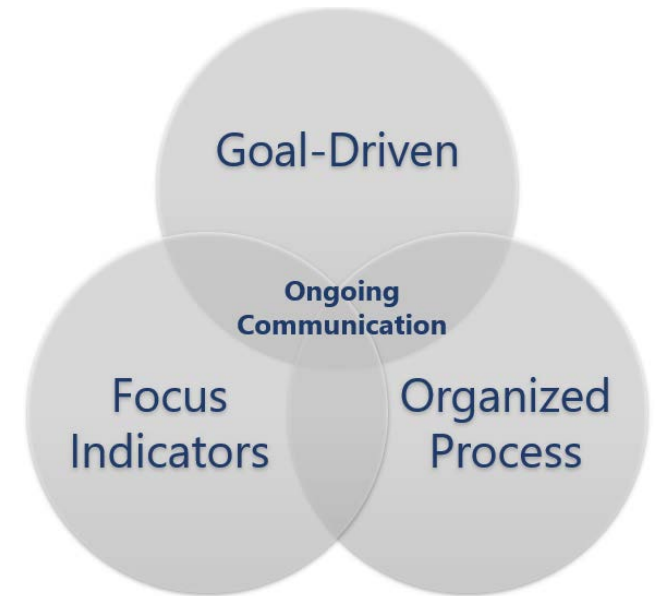 Goal-Driven
Ongoing
Communication
Focus
Indicators
Organized
Process